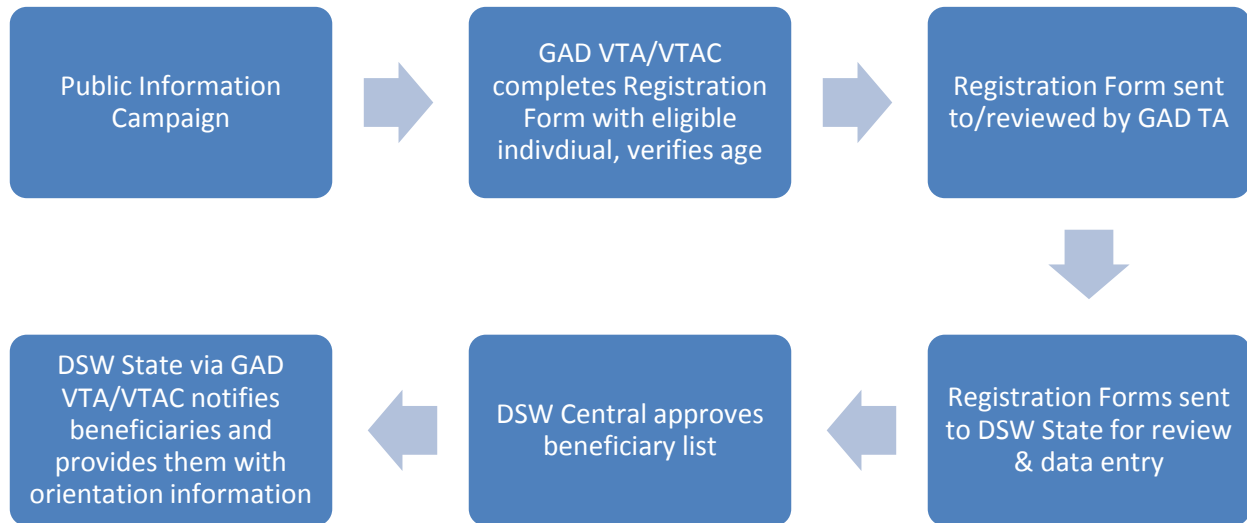 Public Information
Campaign
GAD VTA/VTAC
completes Registration
Form with eligible
indivdiual, verifies age
Registration Form sent
to/reviewed by GAD TA
Registration Forms sent
to DSW State for review
& data entry
DSW Central approves
beneficiary list
DSW State via GAD
VTA/VTAC notifies
beneficiaries and
provides them with
orientation information